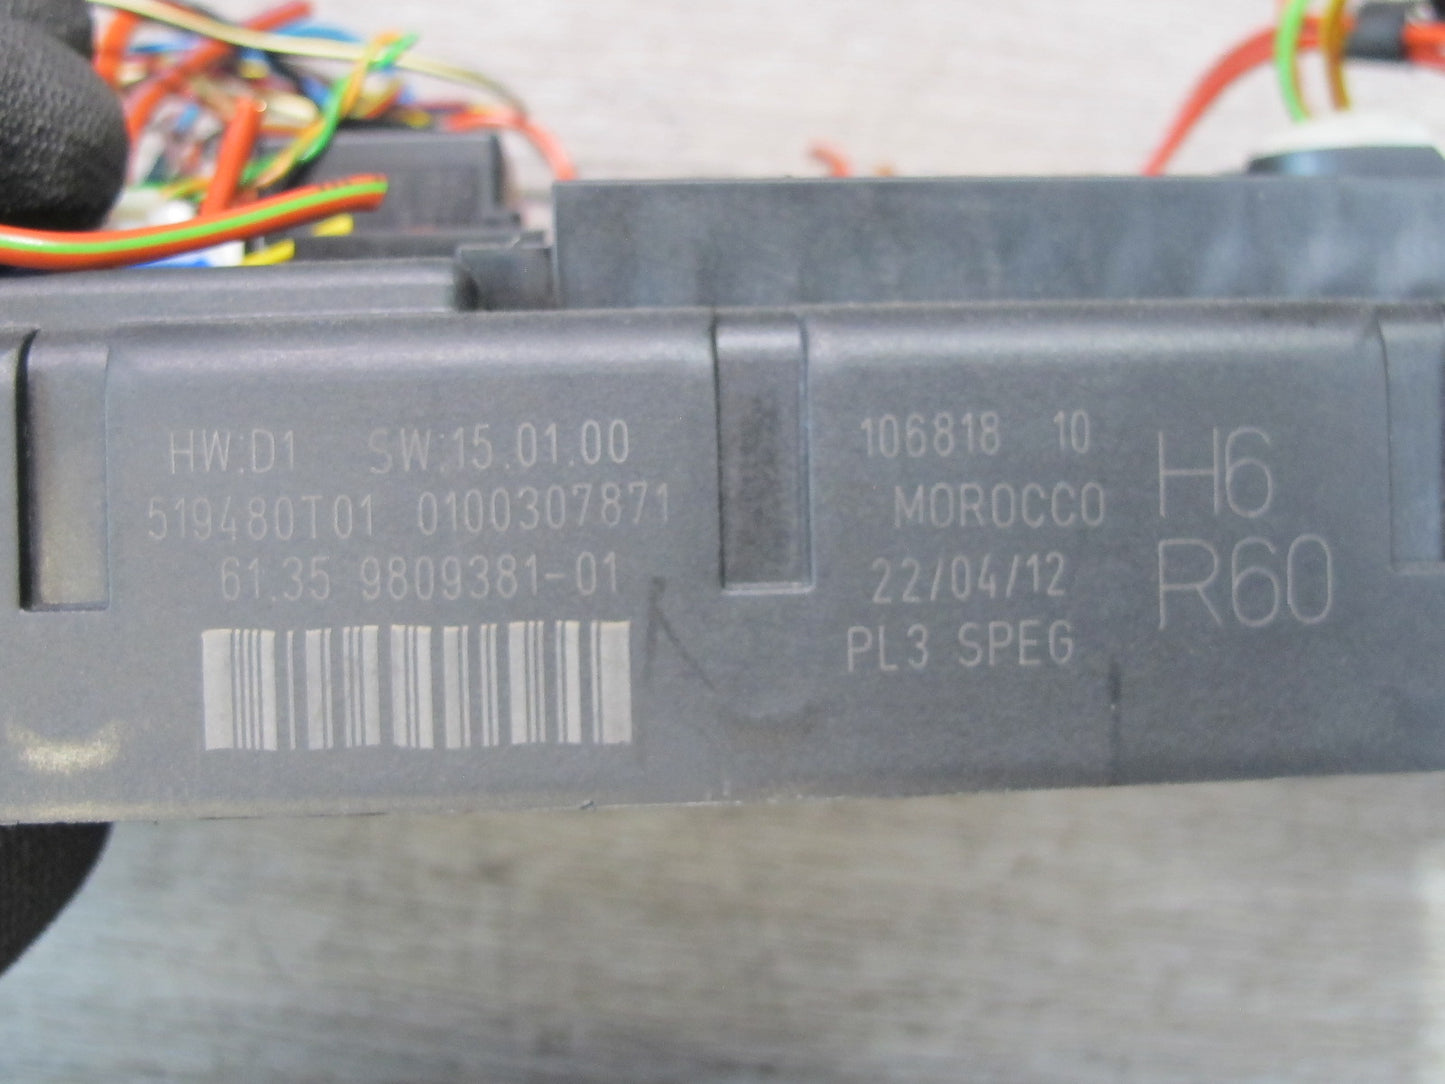 HW:D1 SW:15.01.00
519480T01 0100307871
61.35 9809381-01
106818 10
MOROCCO
22/04/12
PL3 SPEG
H6
R60